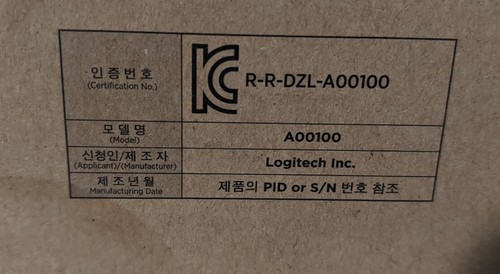 인증번호
(Certification No.)
R-R-DZL-A00100
모델명
(Model)
A00100
신청인/제조자
(Applicant)/(Manufacturer)
Logitech Inc.
제조년월
Manufacturing Date
제품의 PID or S/N 번호 참조